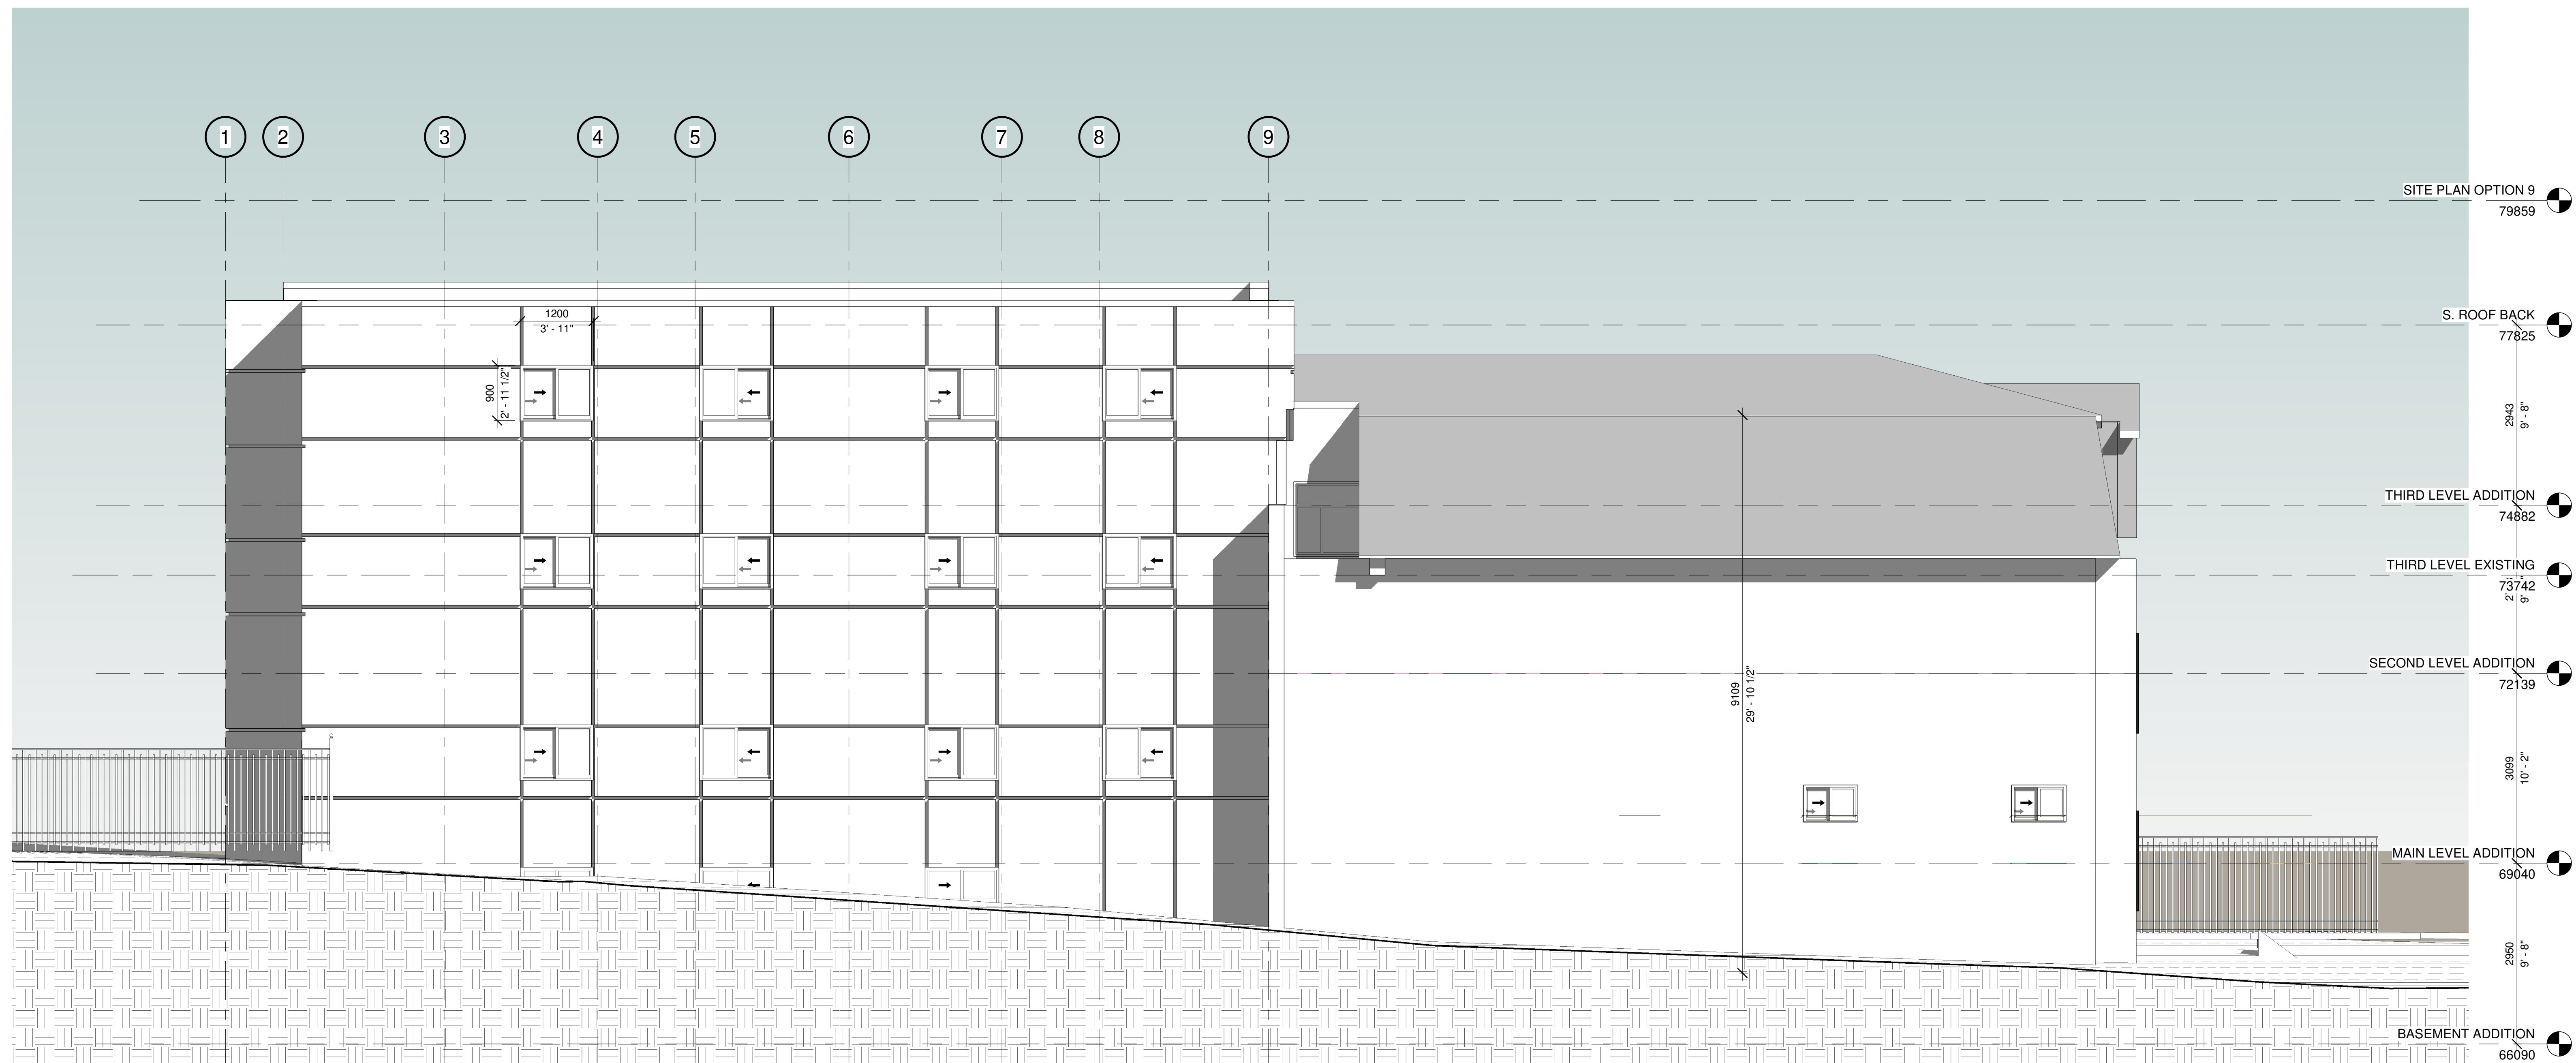 1 2 3 4 5 6 7 8 9
SITE PLAN OPTION 9
79859
1200
3' - 11"
S. ROOF BACK
77825
900
2' - 11 1/2"
2943
9' - 8"
THIRD LEVEL ADDITION
74882
THIRD LEVEL EXISTING
73742
9' -
SECOND LEVEL ADDITION
72139
9109
29' - 10 1/2"
3099
10' - 2"
MAIN LEVEL ADDITION
69040
2950
9' - 8"
BASEMENT ADDITION
66090